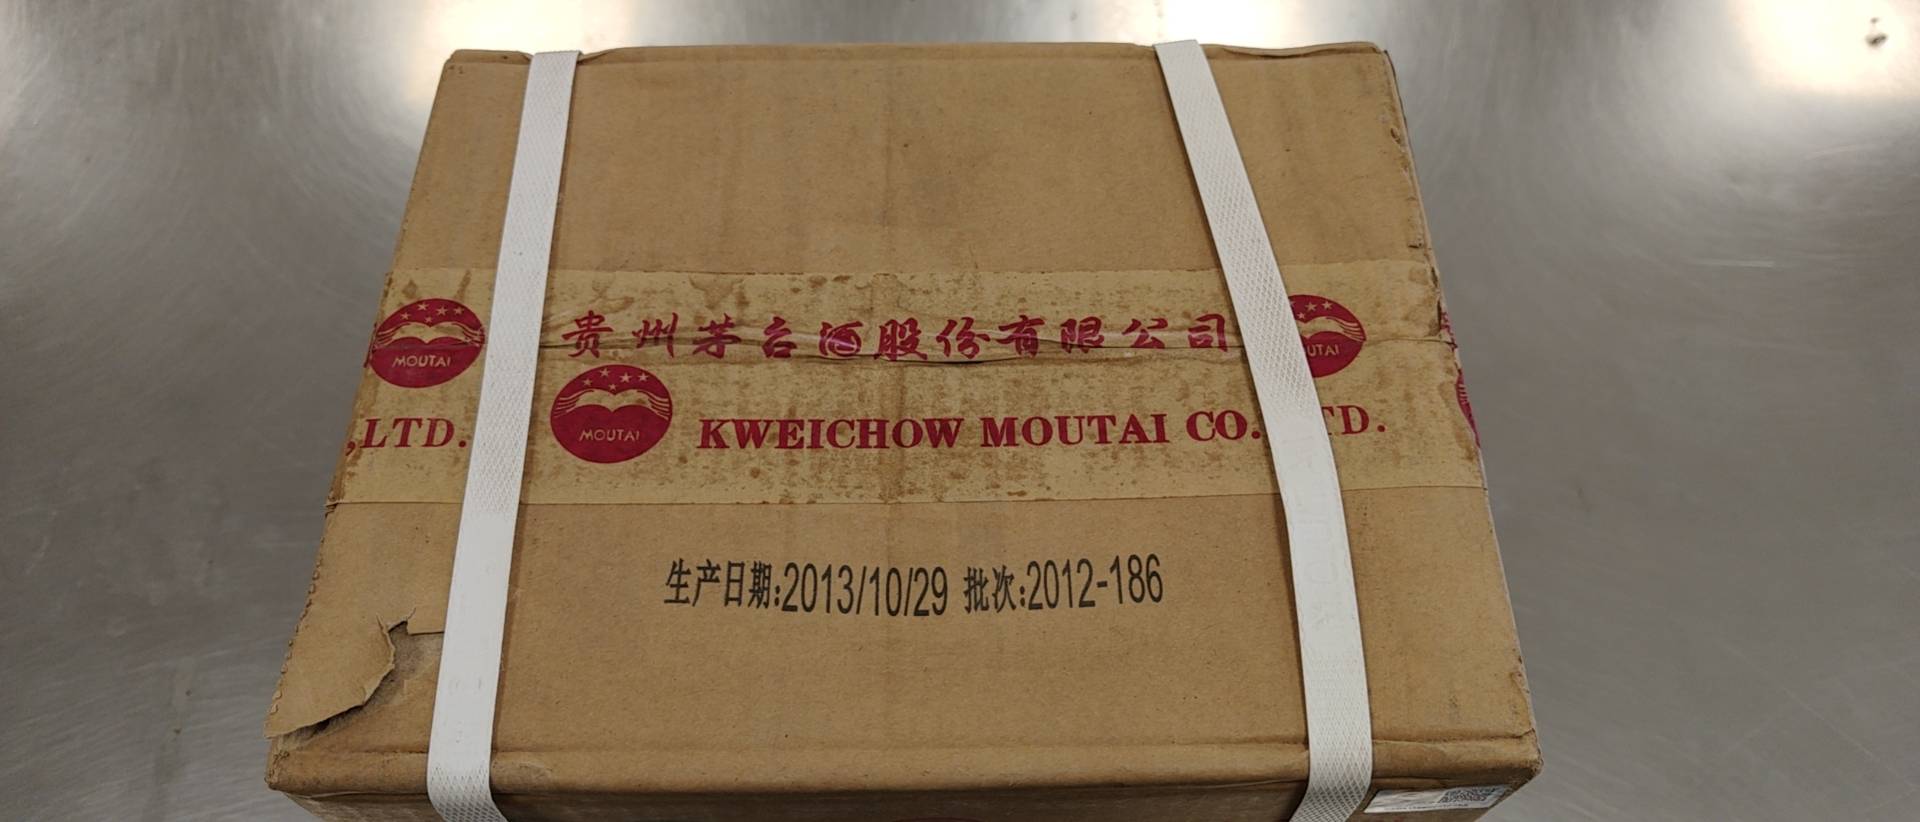 贵州茅台酒股份有限公司
MOUTAI
MOUTAI
UTAI
,LTD.
KWEICHOW MOUTAI CO. TD.
生产日期:2013/10/29 批次:2012-186